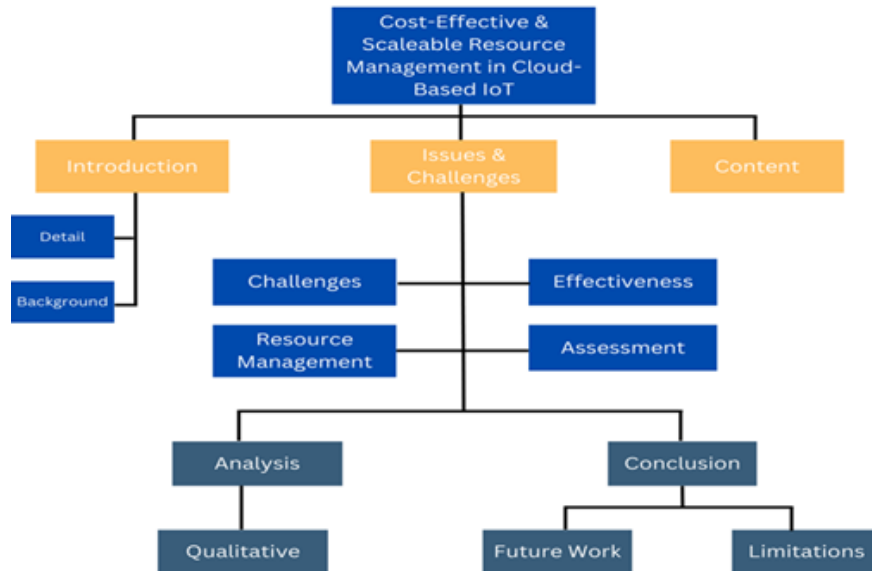 Cost-Effective &
Scaleable Resource
Management in Cloud-
Based IoT
Introduction
Issues &
Challenges
Content
Detail
Background
Challenges
Effectiveness
Resource
Management
Assessment
Analysis
Conclusion
Qualitative
Future Work
Limitations